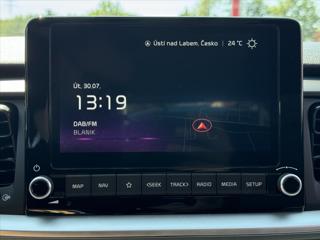 Ústí nad Labem, Česko | 24 °C
Út, 30.07,
13:19
DAB/FM
BLANIK
MAP NAV ☆ <SEEK TRACK> RADIO MEDIA SETUP